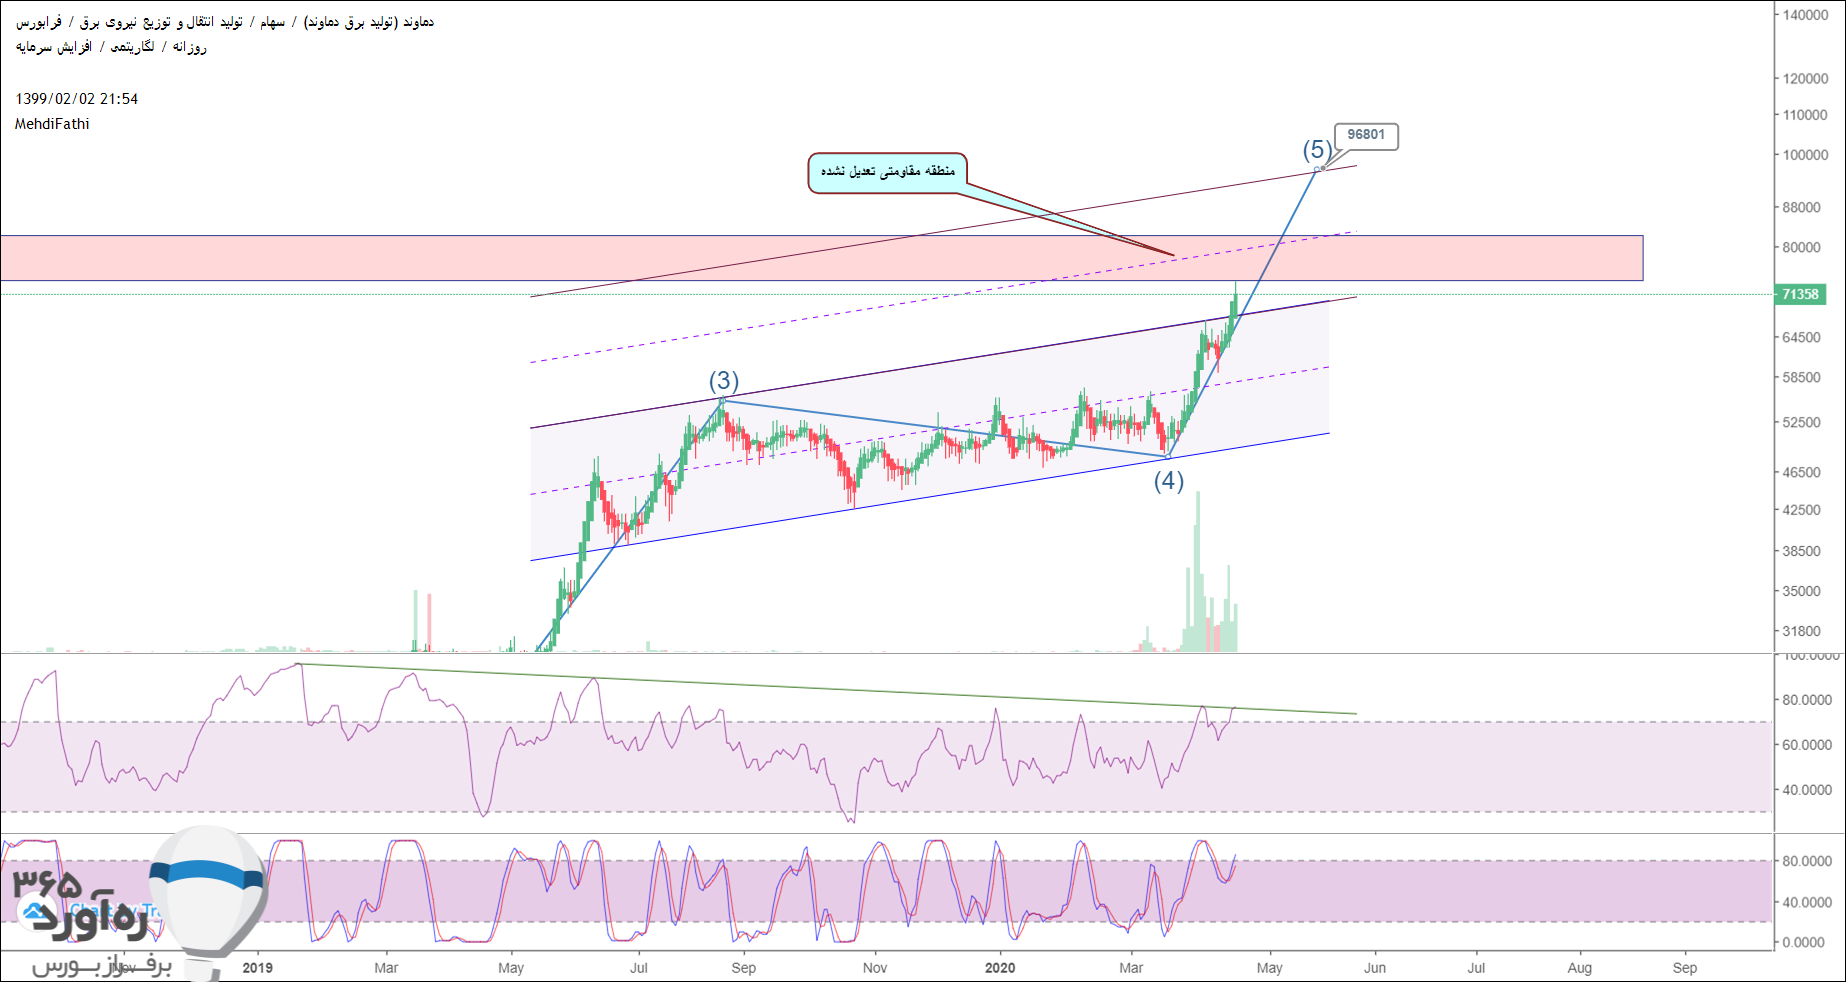 دماوند (تولید برق دماوند) / سهام / تولید انتقال و توزیع نیروی برق / فرابورس
روزانه / لگاریتمی / افزایش سرمایه
1399/02/02 21:54
MehdiFathi
140000
120000
110000
(5)
96801
100000
منطقه مقاومتی تعدیل نشده
88000
80000
71358
64500
(3)
58500
52500
46500
(4)
42500
38500
35000
31800
100.0000
80.0000
60.0000
40.0000
80.0000
40.0000
0.0000
۳۶۵
ره‌آورد
برفراز بورس
Nov
2019
Mar
May
Jul
Sep
Nov
2020
Mar
May
Jun
Jul
Aug
Sep